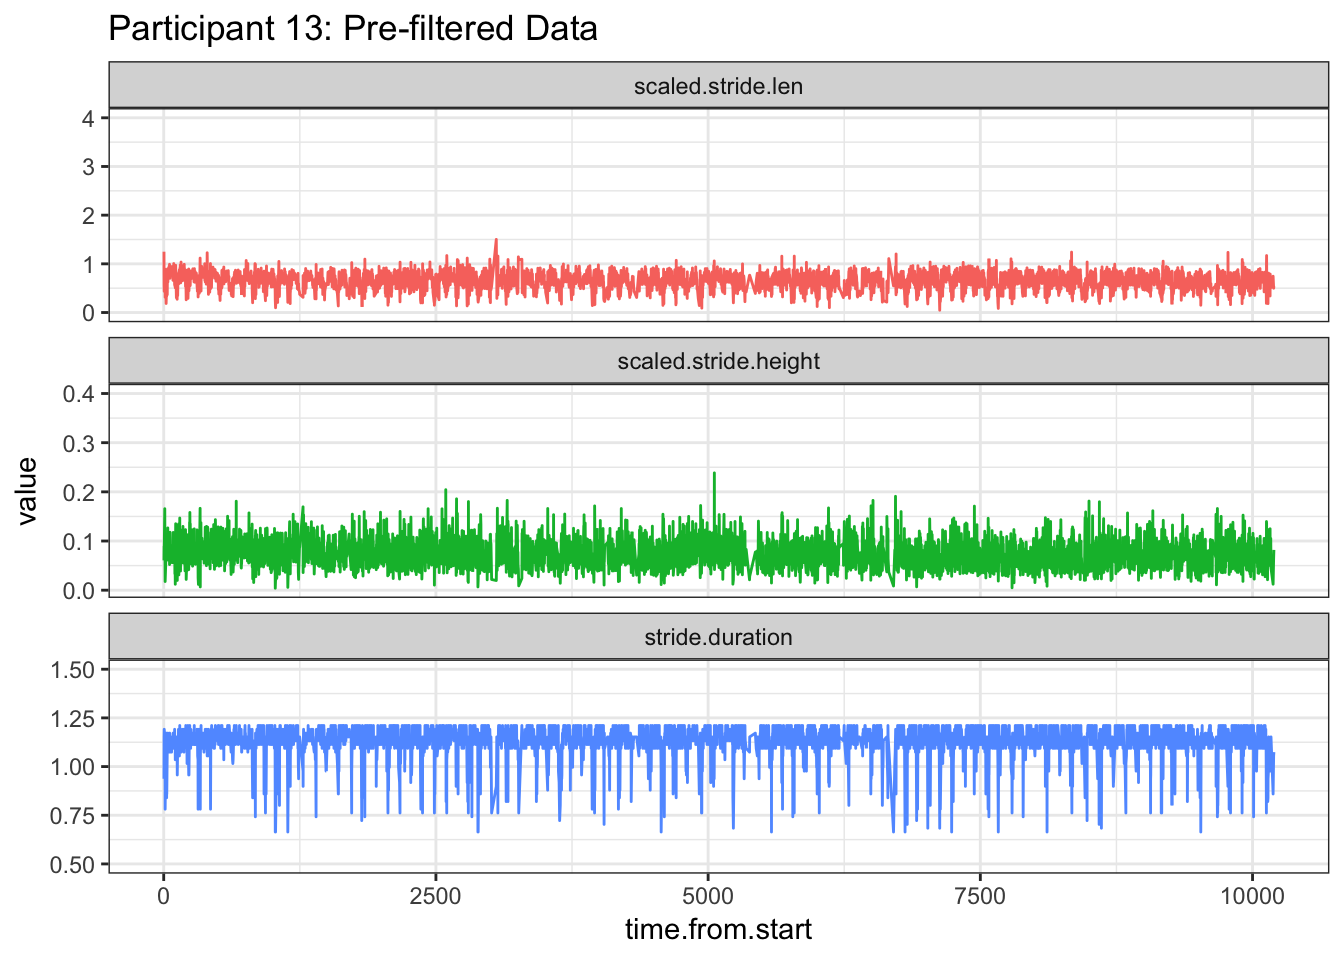 Participant 13: Pre-filtered Data
scaled.stride.len
4
3
2
1
0
scaled.stride.height
0.4
0.3
0.2
0.1
0.0
value
stride.duration
1.50
1.25
1.00
0.75
0.50
0 2500 5000 7500 10000
time.from.start